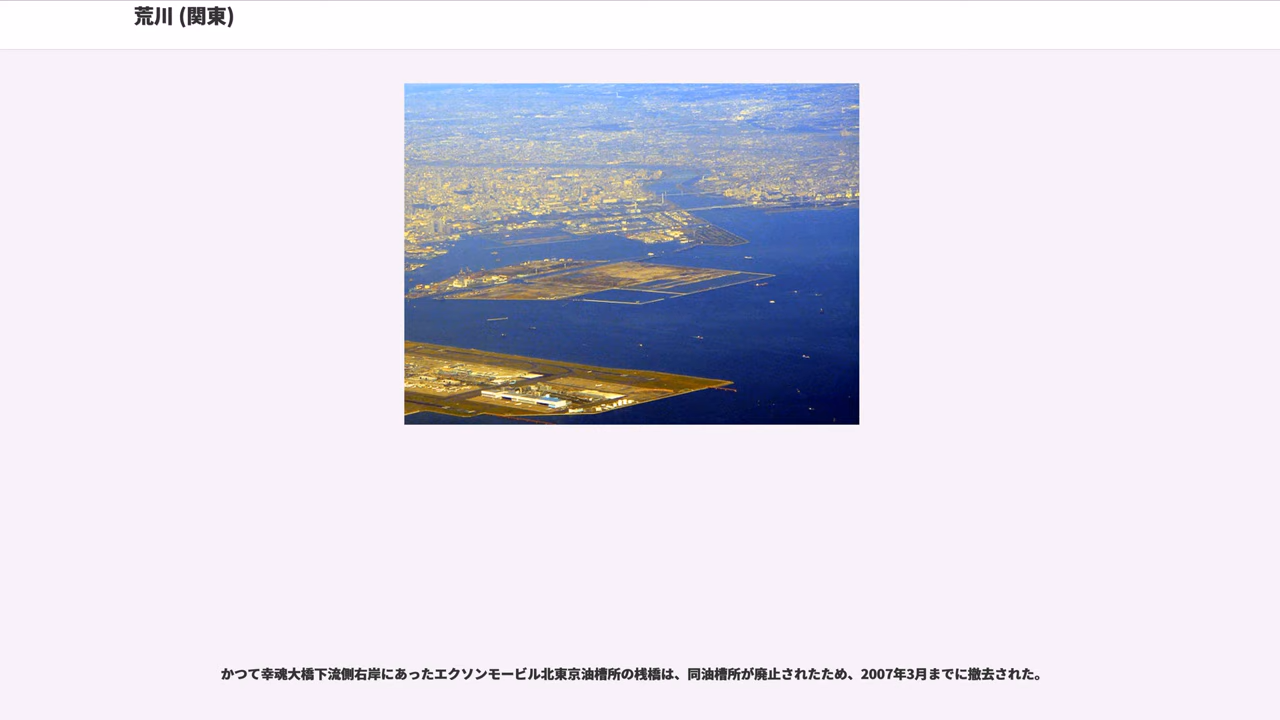 荒川 (関東)
かつて幸魂大橋下流側右岸にあったエクソンモービル北東京油槽所の桟橋は、同油槽所が廃止されたため、2007年3月までに撤去された。